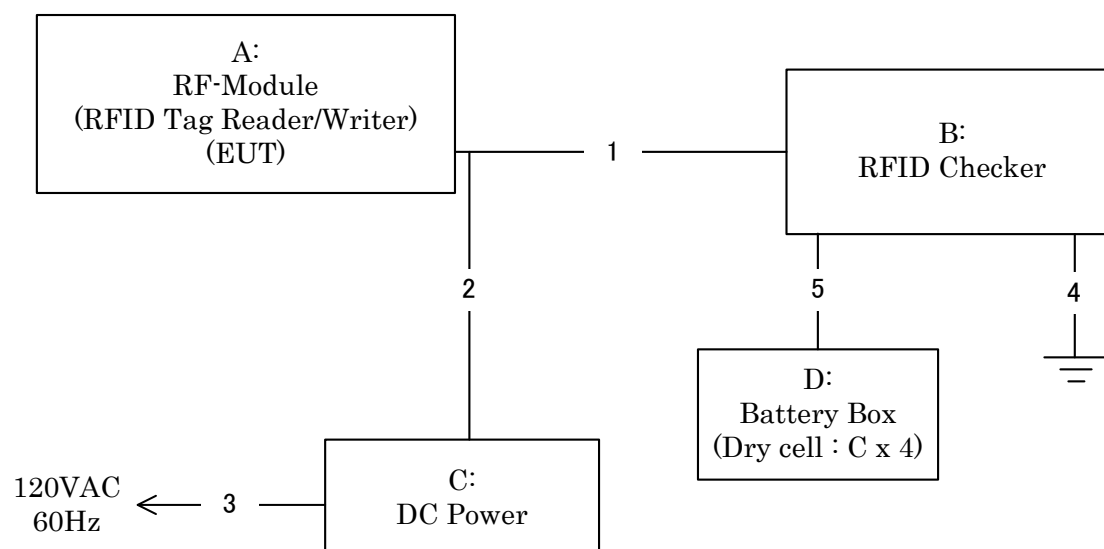 A:
RF-Module
(RFID Tag Reader/Writer)
(EUT)
1
B:
RFID Checker
2
5
4
D:
Battery Box
(Dry cell : C x 4)
120VAC
60Hz
3
C:
DC Power